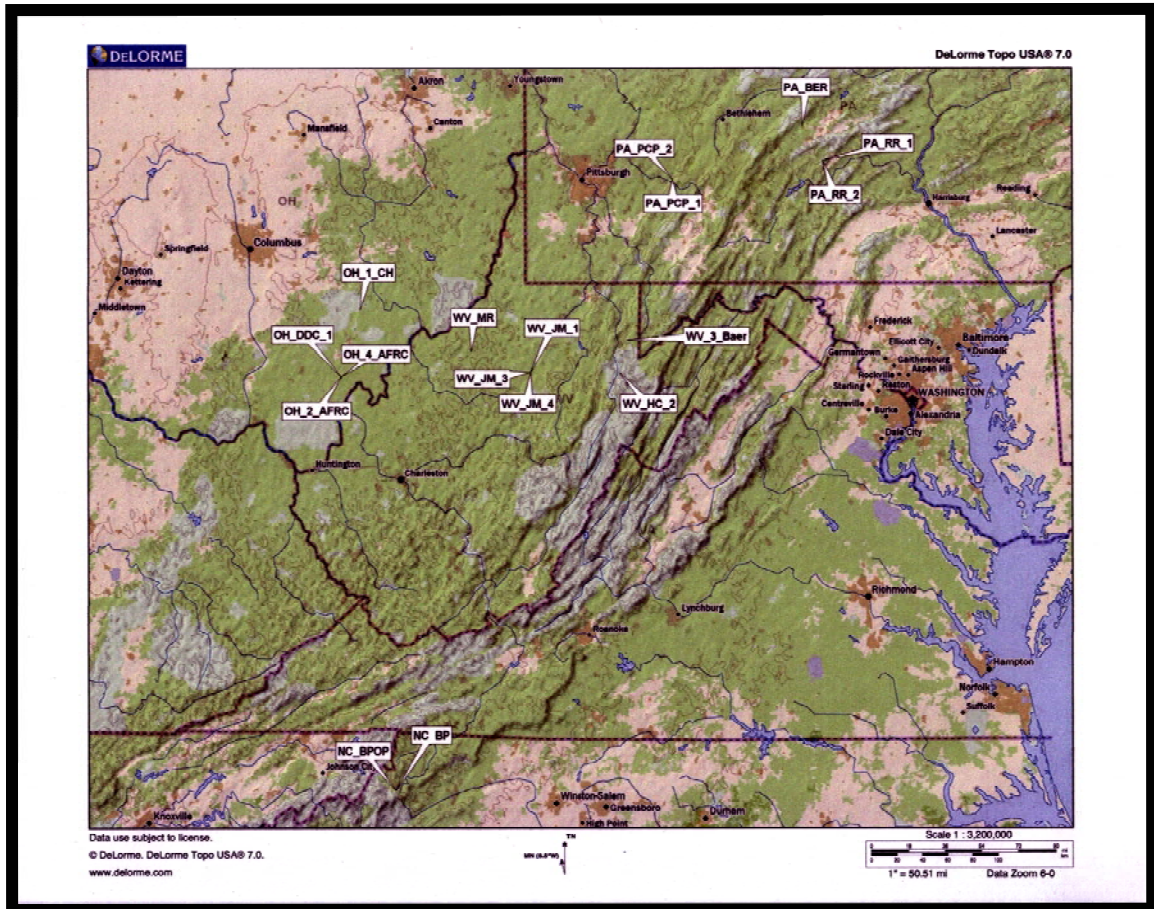 DELORME
DeLorme Topo USA® 7.0
Akron
Youngstown
PA_BER
PA
Canton
Bethlehem
Mansfield
PA_PCP_2
PA_RR_1
Pittsburgh
PA_RR_2
Reading
OH
PA_PCP_1
Harrisburg
Lancaster
Columbus
Springfield
Dayton
Kettering
OH_1_CH
Middletown
WV_MR
WV_JM_1
Frederick
OH_DDC_1
WV_3_Baer
Ellicott City
Baltimore
Dundalk
OH_4_AFRC
Germantown
Gaithersburg
Aspen Hill
WV_JM_3
Rockville
Sterling
Reston
WASHINGTON
OH_2_AFRC
WV_JM_4
WV_HC_2
Centreville
Burke
Alexandria
Dale City
Huntington
Charleston
Richmond
Lynchburg
Roanoke
Hampton
Norfolk
Suffolk
NC_BP
NC_BPOP
Johnson City
Winston-Salem
Greensboro
Knoxville
High Point
Durham
Data use subject to license.
© DeLorme. DeLorme Topo USA® 7.0.
www.delorme.com
TN
Scale 1 : 3,200,000
1" = 50.51 mi
Data Zoom 6-0